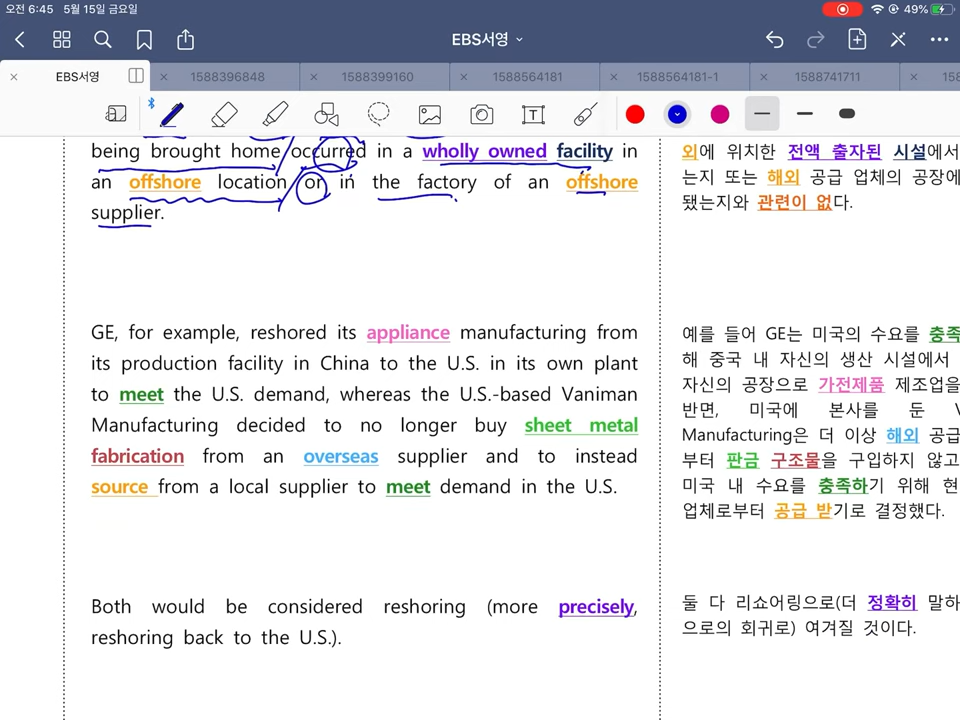 오전 6:45 5월 15일 금요일
49%
EBS서영
EBS서영
1588396848
1588399160
1588564181
1588564181-1
1588741711
158
being brought home occurred in a wholly owned facility in
an offshore location or in the factory of an offshore
supplier.
외에 위치한 전액 출자된 시설에서
는지 또는 해외 공급 업체의 공장에
됐는지와 관련이 없다.
GE, for example, reshored its appliance manufacturing from
its production facility in China to the U.S. in its own plant
to meet the U.S. demand, whereas the U.S.-based Vaniman
Manufacturing decided to no longer buy sheet metal
fabrication from an overseas supplier and to instead
source from a local supplier to meet demand in the U.S.
예를 들어 GE는 미국의 수요를 충족
해 중국 내 자신의 생산 시설에서
자신의 공장으로 가전제품 제조업을
반면, 미국에 본사를 둔
Manufacturing은 더 이상 해외 공급
부터 판금 구조물을 구입하지 않고
미국 내 수요를 충족하기 위해 현
업체로부터 공급 받기로 결정했다.
Both would be considered reshoring (more precisely,
reshoring back to the U.S.).
둘 다 리쇼어링으로(더 정확히 말하
으로의 회귀로) 여겨질 것이다.